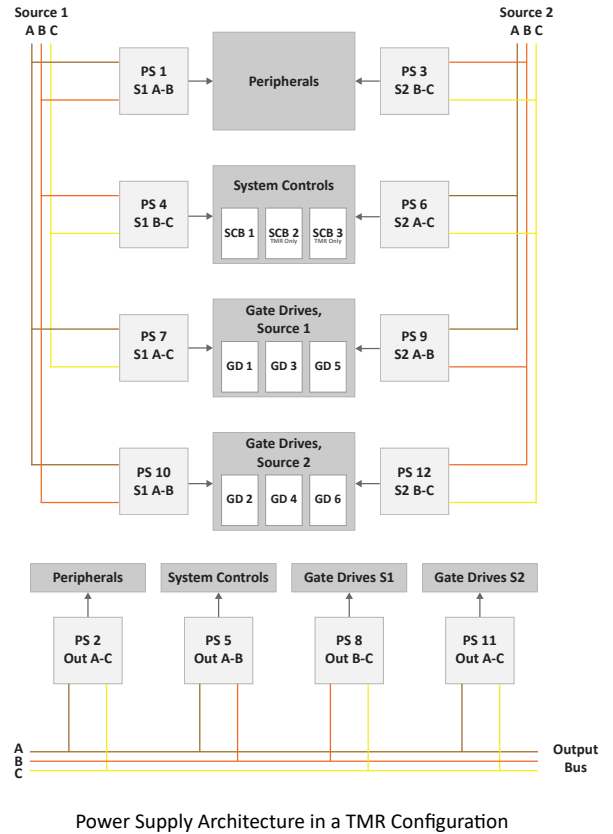 Source 1
A B C
Source 2
A B C
PS 1
S1 A-B
Peripherals
PS 3
S2 B-C
PS 4
S1 B-C
System Controls
SCB 1
SCB 2
TMR Only
SCB 3
TMR Only
PS 6
S2 A-C
PS 7
S1 A-C
Gate Drives,
Source 1
GD 1
GD 3
GD 5
PS 9
S2 A-B
PS 10
S1 A-B
Gate Drives,
Source 2
GD 2
GD 4
GD 6
PS 12
S2 B-C
Peripherals
System Controls
Gate Drives S1
Gate Drives S2
PS 2
Out A-C
PS 5
Out A-B
PS 8
Out B-C
PS 11
Out A-C
A
B
C
Output
Bus
Power Supply Architecture in a TMR Configuration